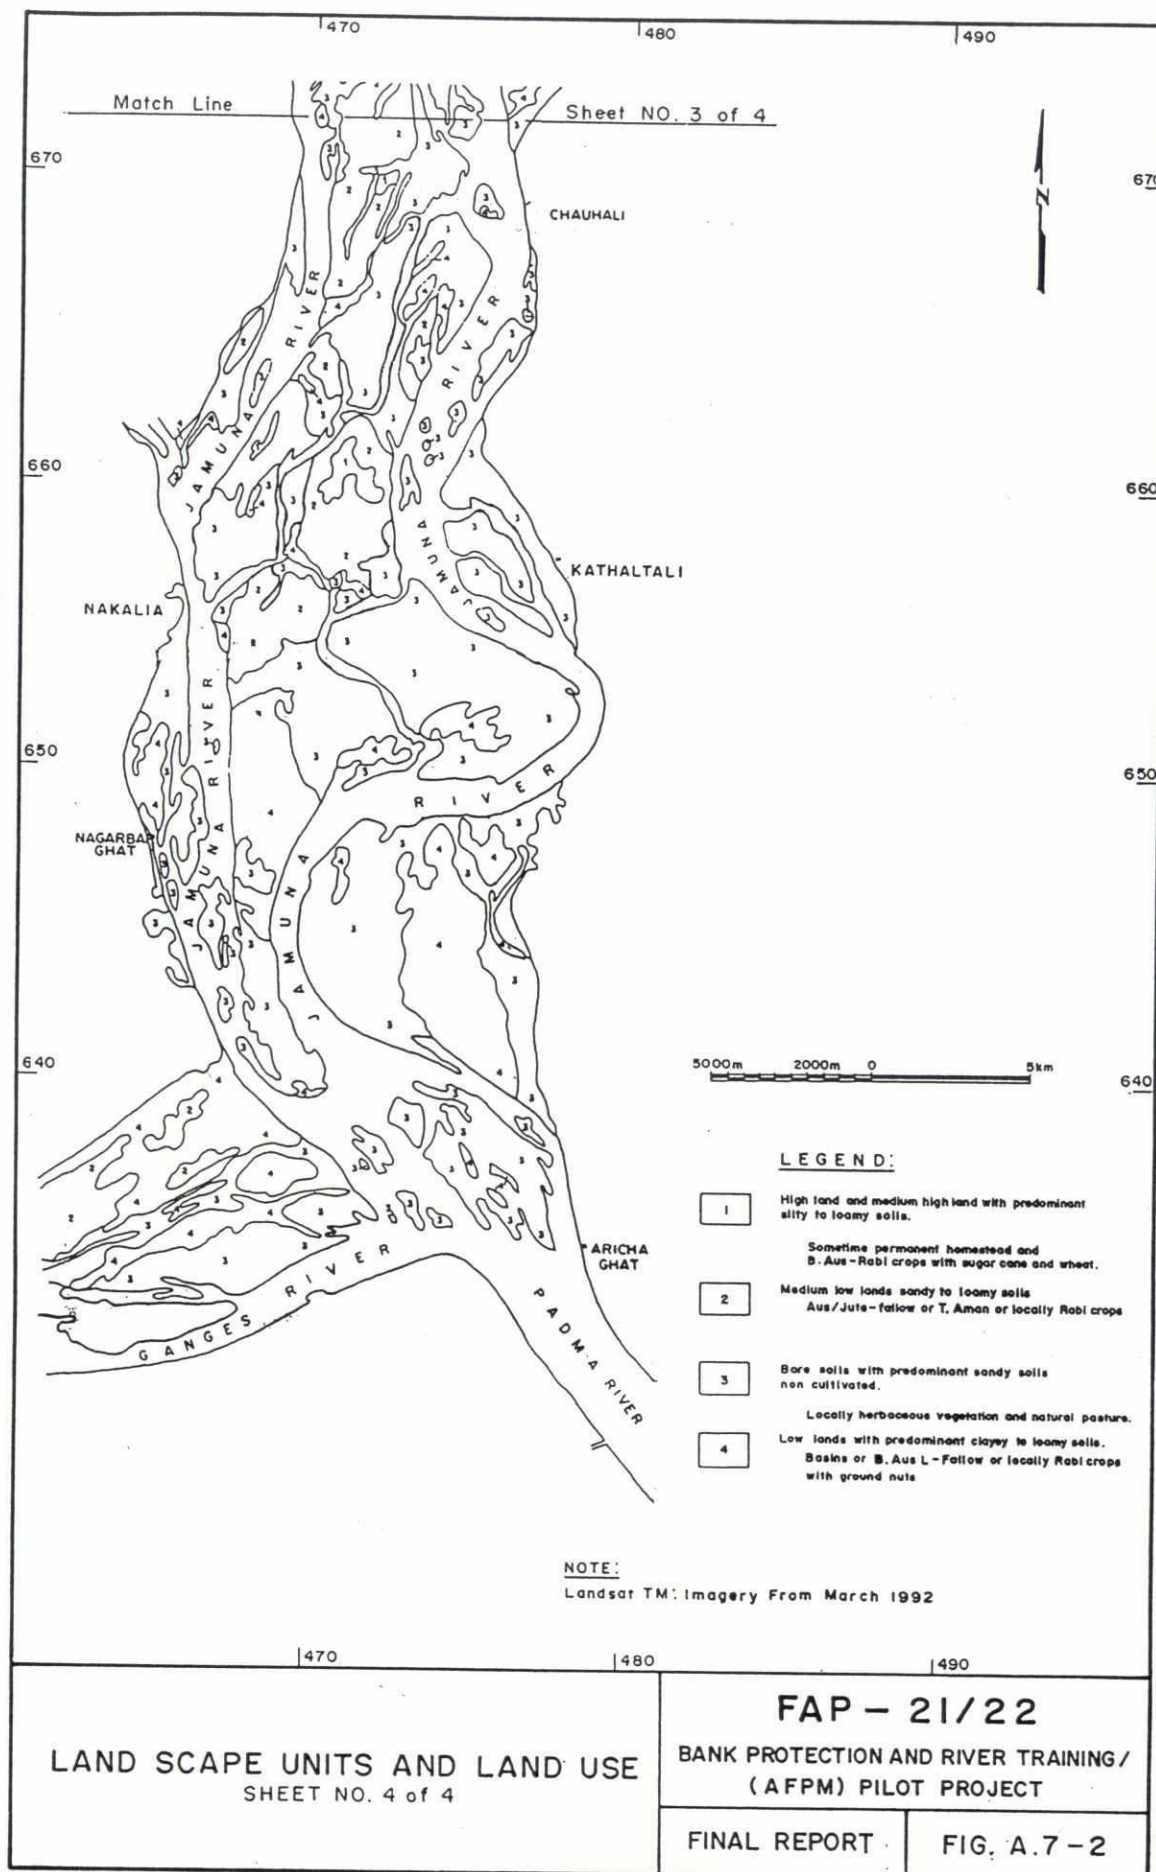 470
480
490
Match Line
Sheet NO. 3 of 4
670
670
N
CHAUHALI
JAMUNA RIVER
JAMUNA RIVER
660
660
JAMUNA
KATHALTALI
NAKALIA
JAMUNA RIVER
650
650
RIVER
NAGARBARI
GHAT
JAMUNA
JAMUNA
640
640
5000m 2000m 0 5km
LEGEND:
1
High land and medium high land with predominant
silty to loamy soils.
Sometime permanent homestead and
B. Aus-Rabi crops with sugar cane and wheat.
2
Medium low lands sandy to loamy soils
Aus/Jute-fallow or T. Aman or locally Rabi crops
3
Bare soils with predominant sandy soils
non cultivated.
Locally herbaceous vegetation and natural pasture.
4
Low lands with predominant clayey to loamy soils.
Basins or B. Aus L-Fallow or locally Rabi crops
with ground nuts
ARICHA
GHAT
GANGES RIVER
PADMA RIVER
NOTE:
Landsat TM: Imagery From March 1992
470
480
490
LAND SCAPE UNITS AND LAND USE
SHEET NO. 4 of 4
FAP - 21/22
BANK PROTECTION AND RIVER TRAINING/
(AFPM) PILOT PROJECT
FINAL REPORT
FIG. A.7-2